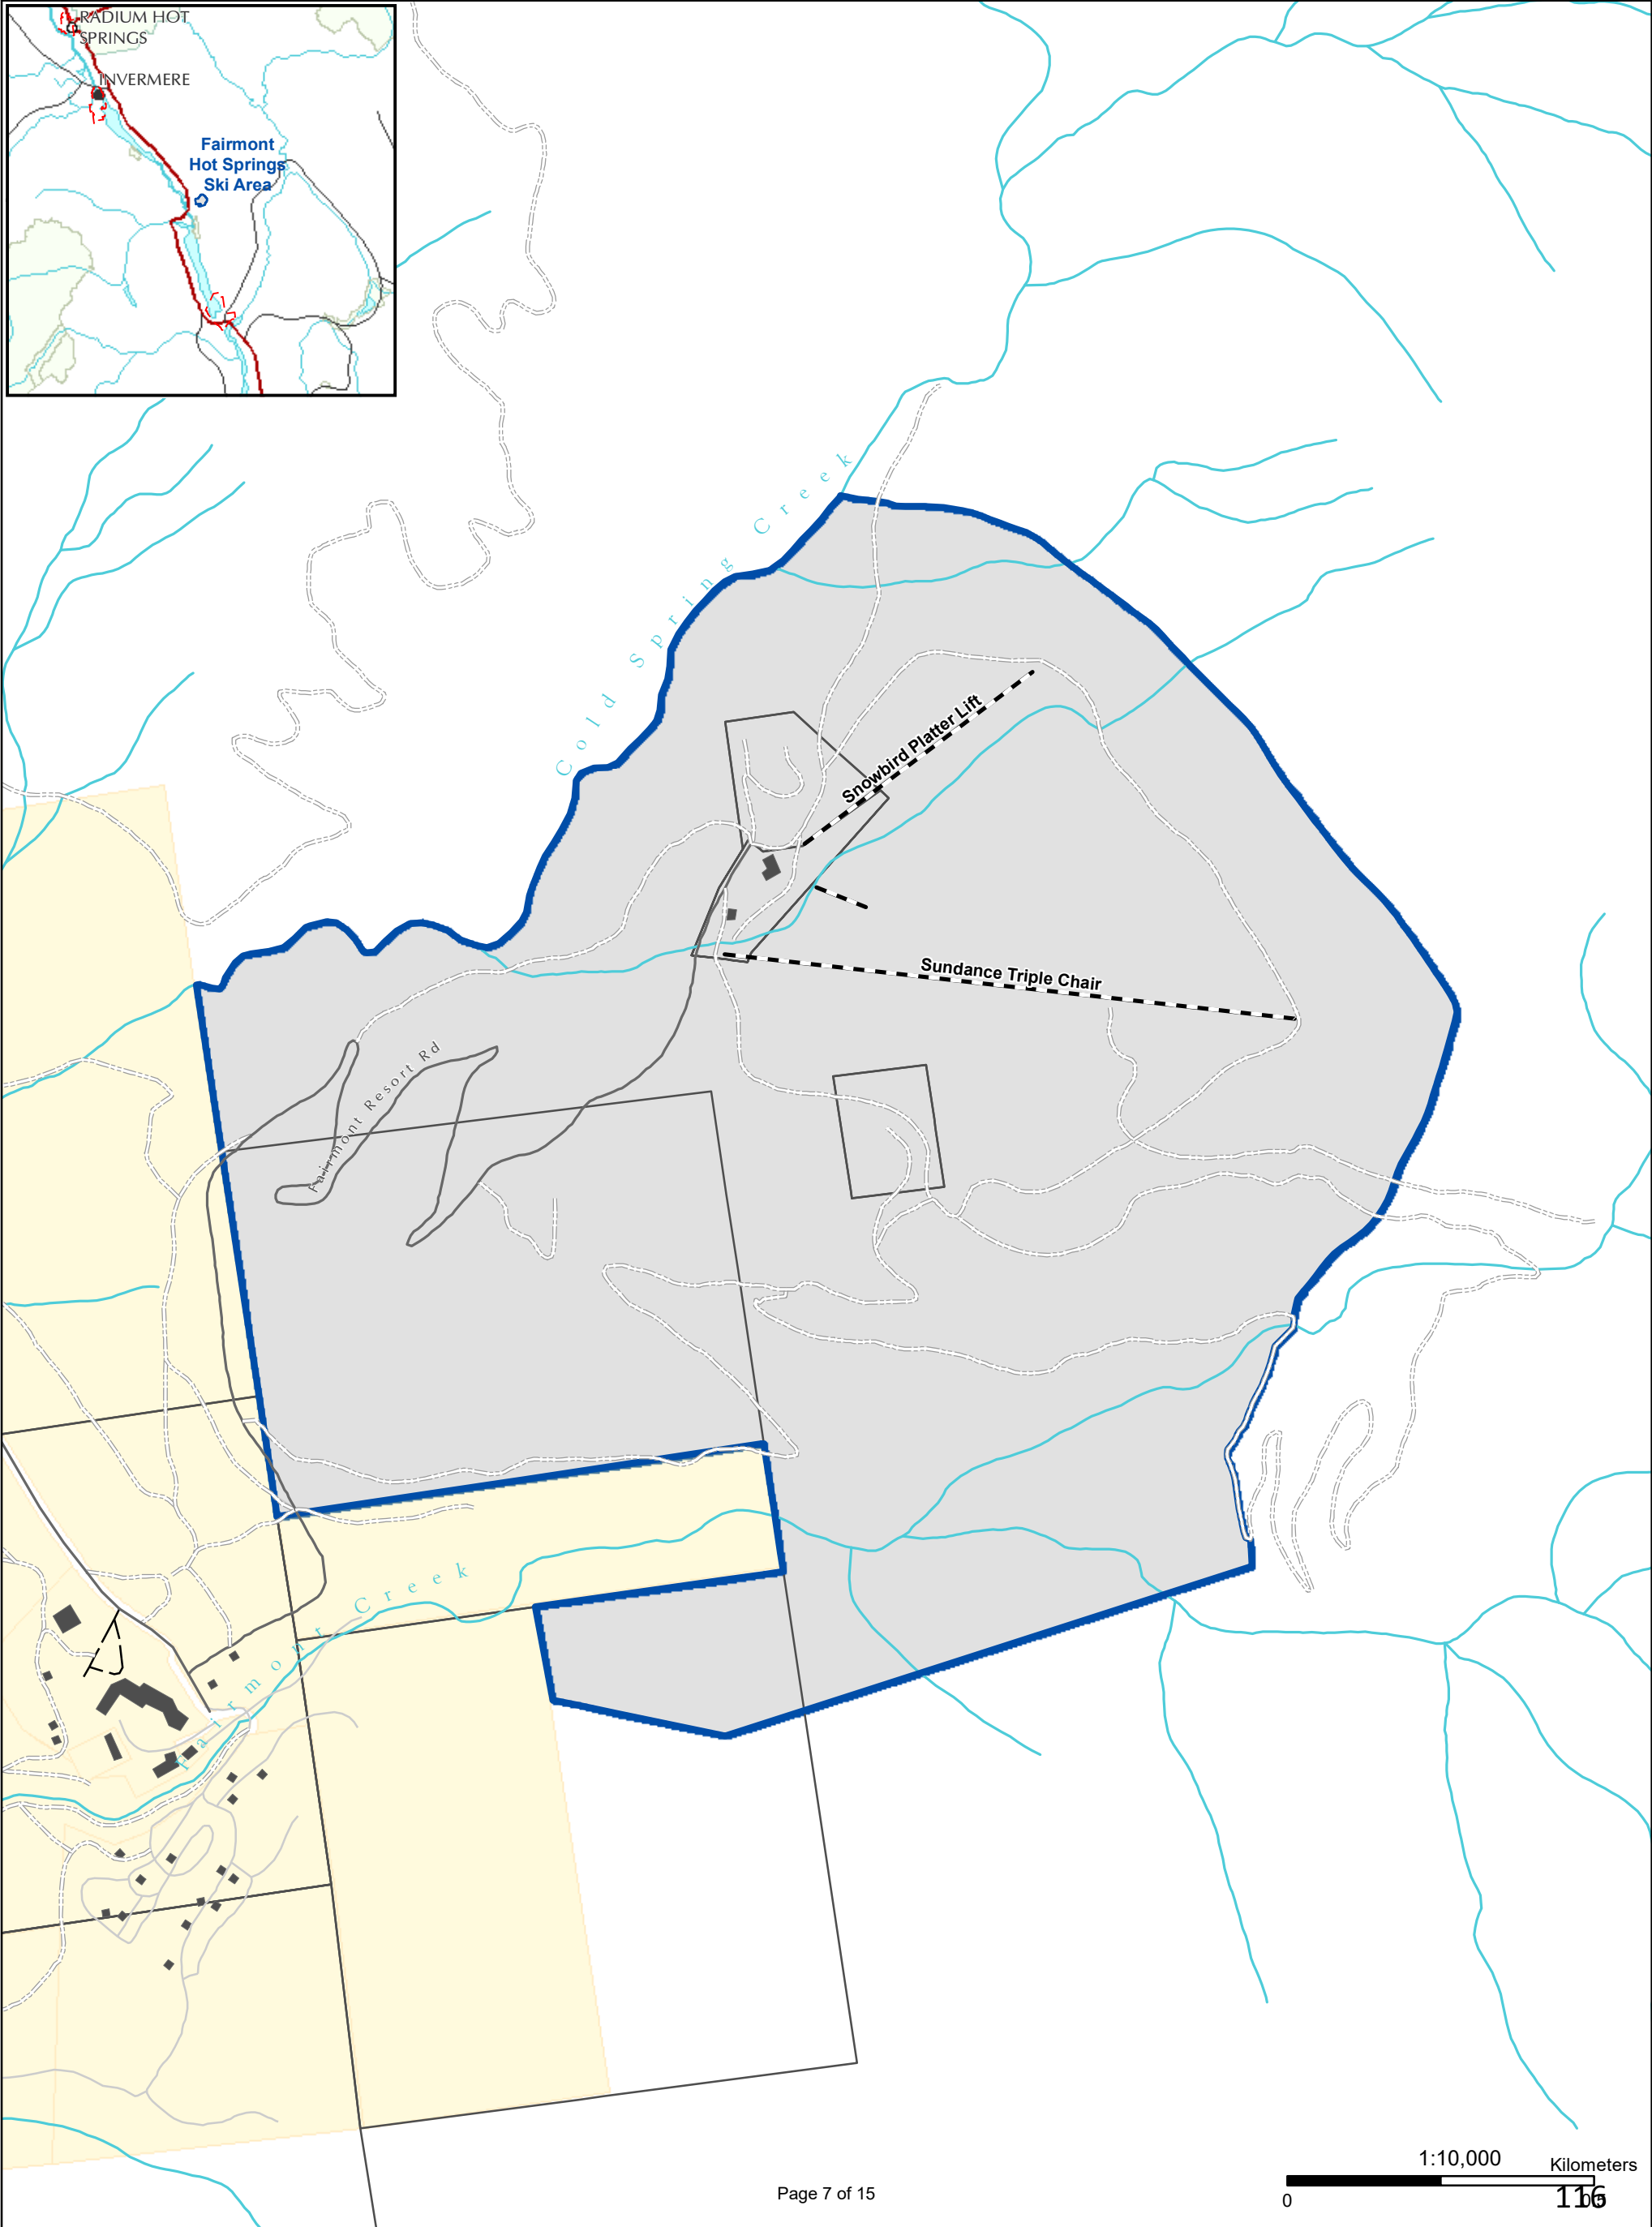 RADIUM HOT
SPRINGS
INVERMERE
Fairmont
Hot Springs
Ski Area
Cold Spring Creek
Snowbird Platter Lift
Sundance Triple Chair
Fairmont Resort Rd
Fairmont Creek
1:10,000
Kilometers
0
116
Page 7 of 15